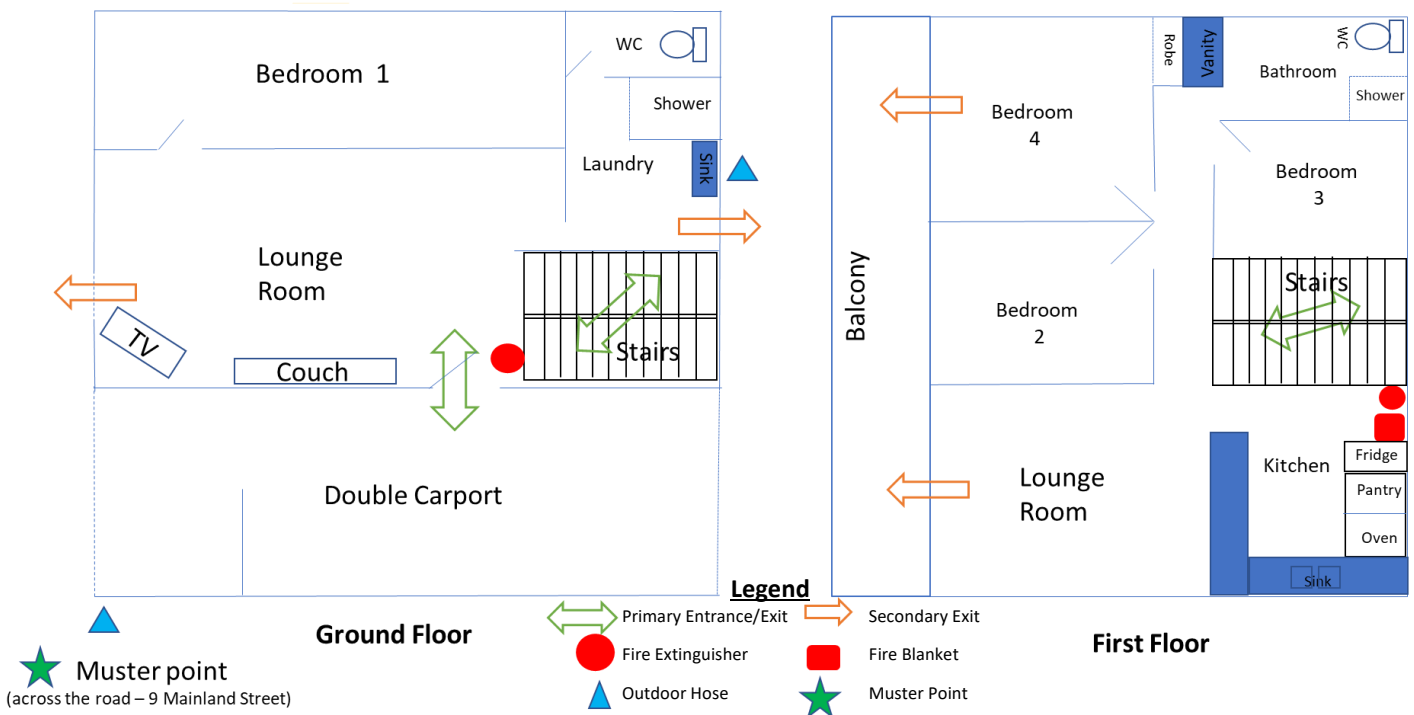 Bedroom 1
WC
Shower
Laundry
Sink
Lounge
Room
TV
Couch
Stairs
Double Carport
Ground Floor
Muster point
(across the road – 9 Mainland Street)
Balcony
Bedroom
4
Robe
Vanity
WC
Bathroom
Shower
Bedroom
3
Bedroom
2
Stairs
Lounge
Room
Kitchen
Fridge
Pantry
Oven
Sink
First Floor
Legend
Primary Entrance/Exit
Secondary Exit
Fire Extinguisher
Fire Blanket
Outdoor Hose
Muster Point